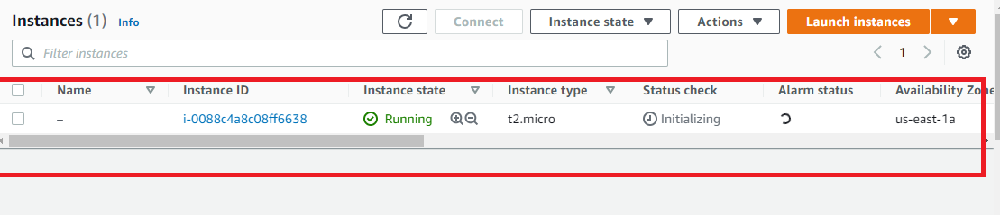 Instances (1) Info Connect Instance state Actions Launch instances
Filter instances 1
Name Instance ID Instance state Instance type Status check Alarm status Availability Zone
– i-0088c4a8c08ff6638 Running t2.micro Initializing us-east-1a